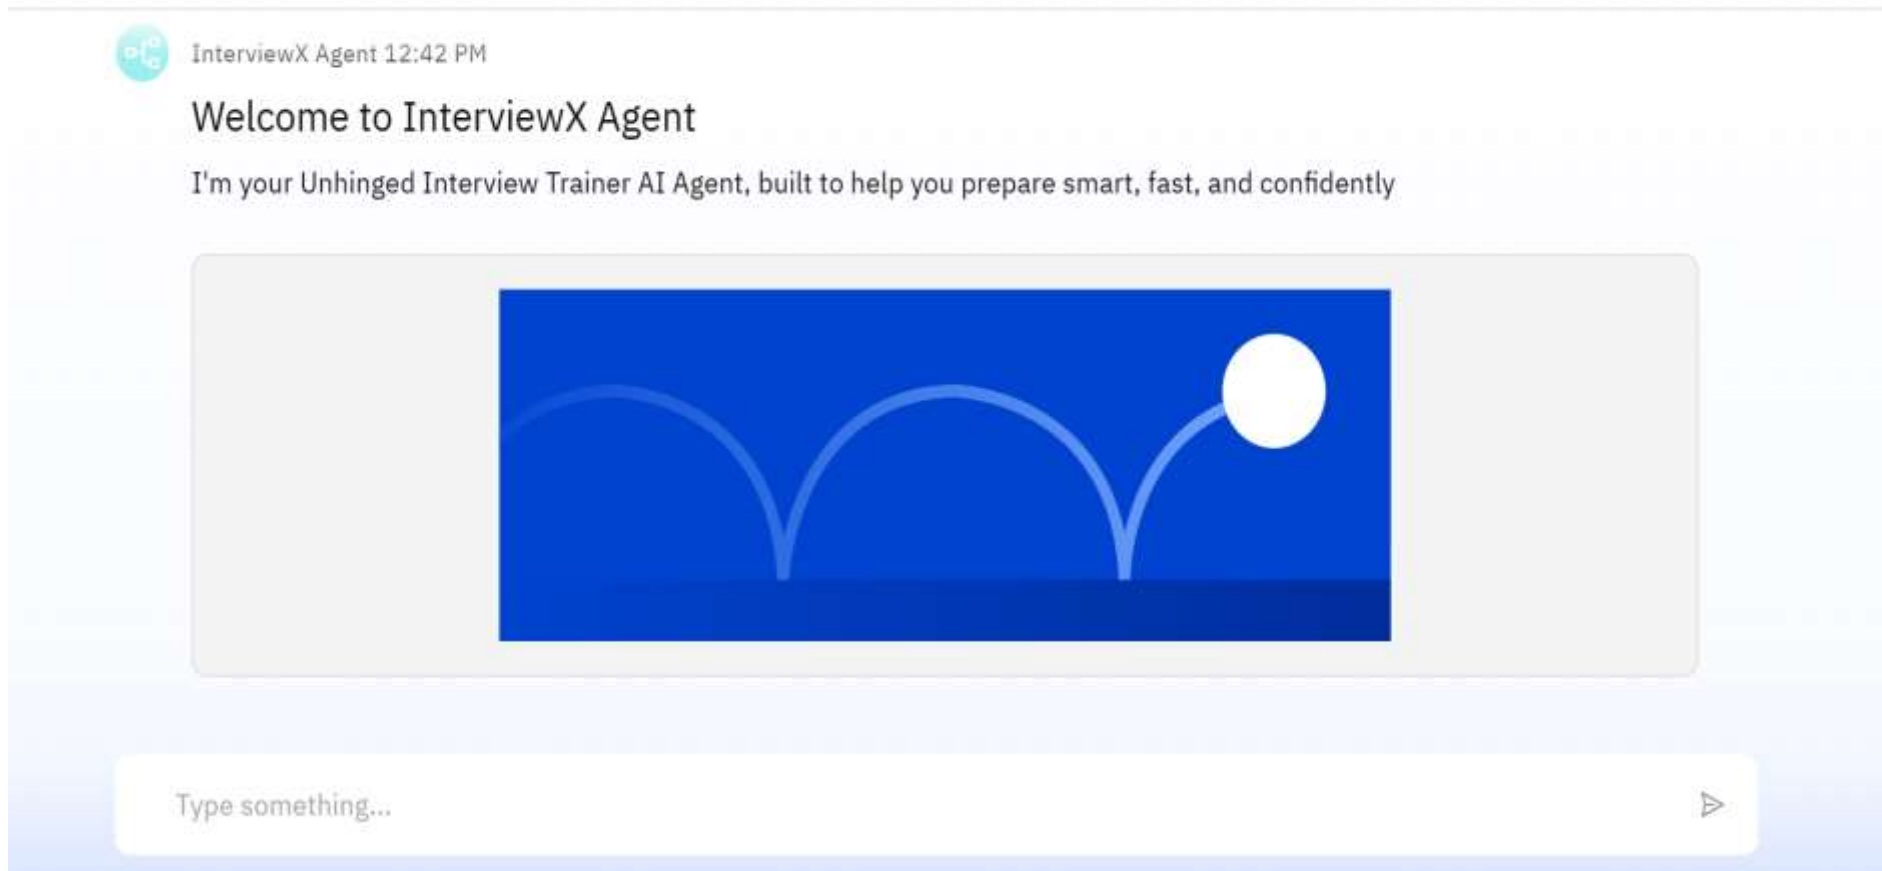 InterviewX Agent 12:42 PM
Welcome to InterviewX Agent
I'm your Unhinged Interview Trainer AI Agent, built to help you prepare smart, fast, and confidently
Type something...